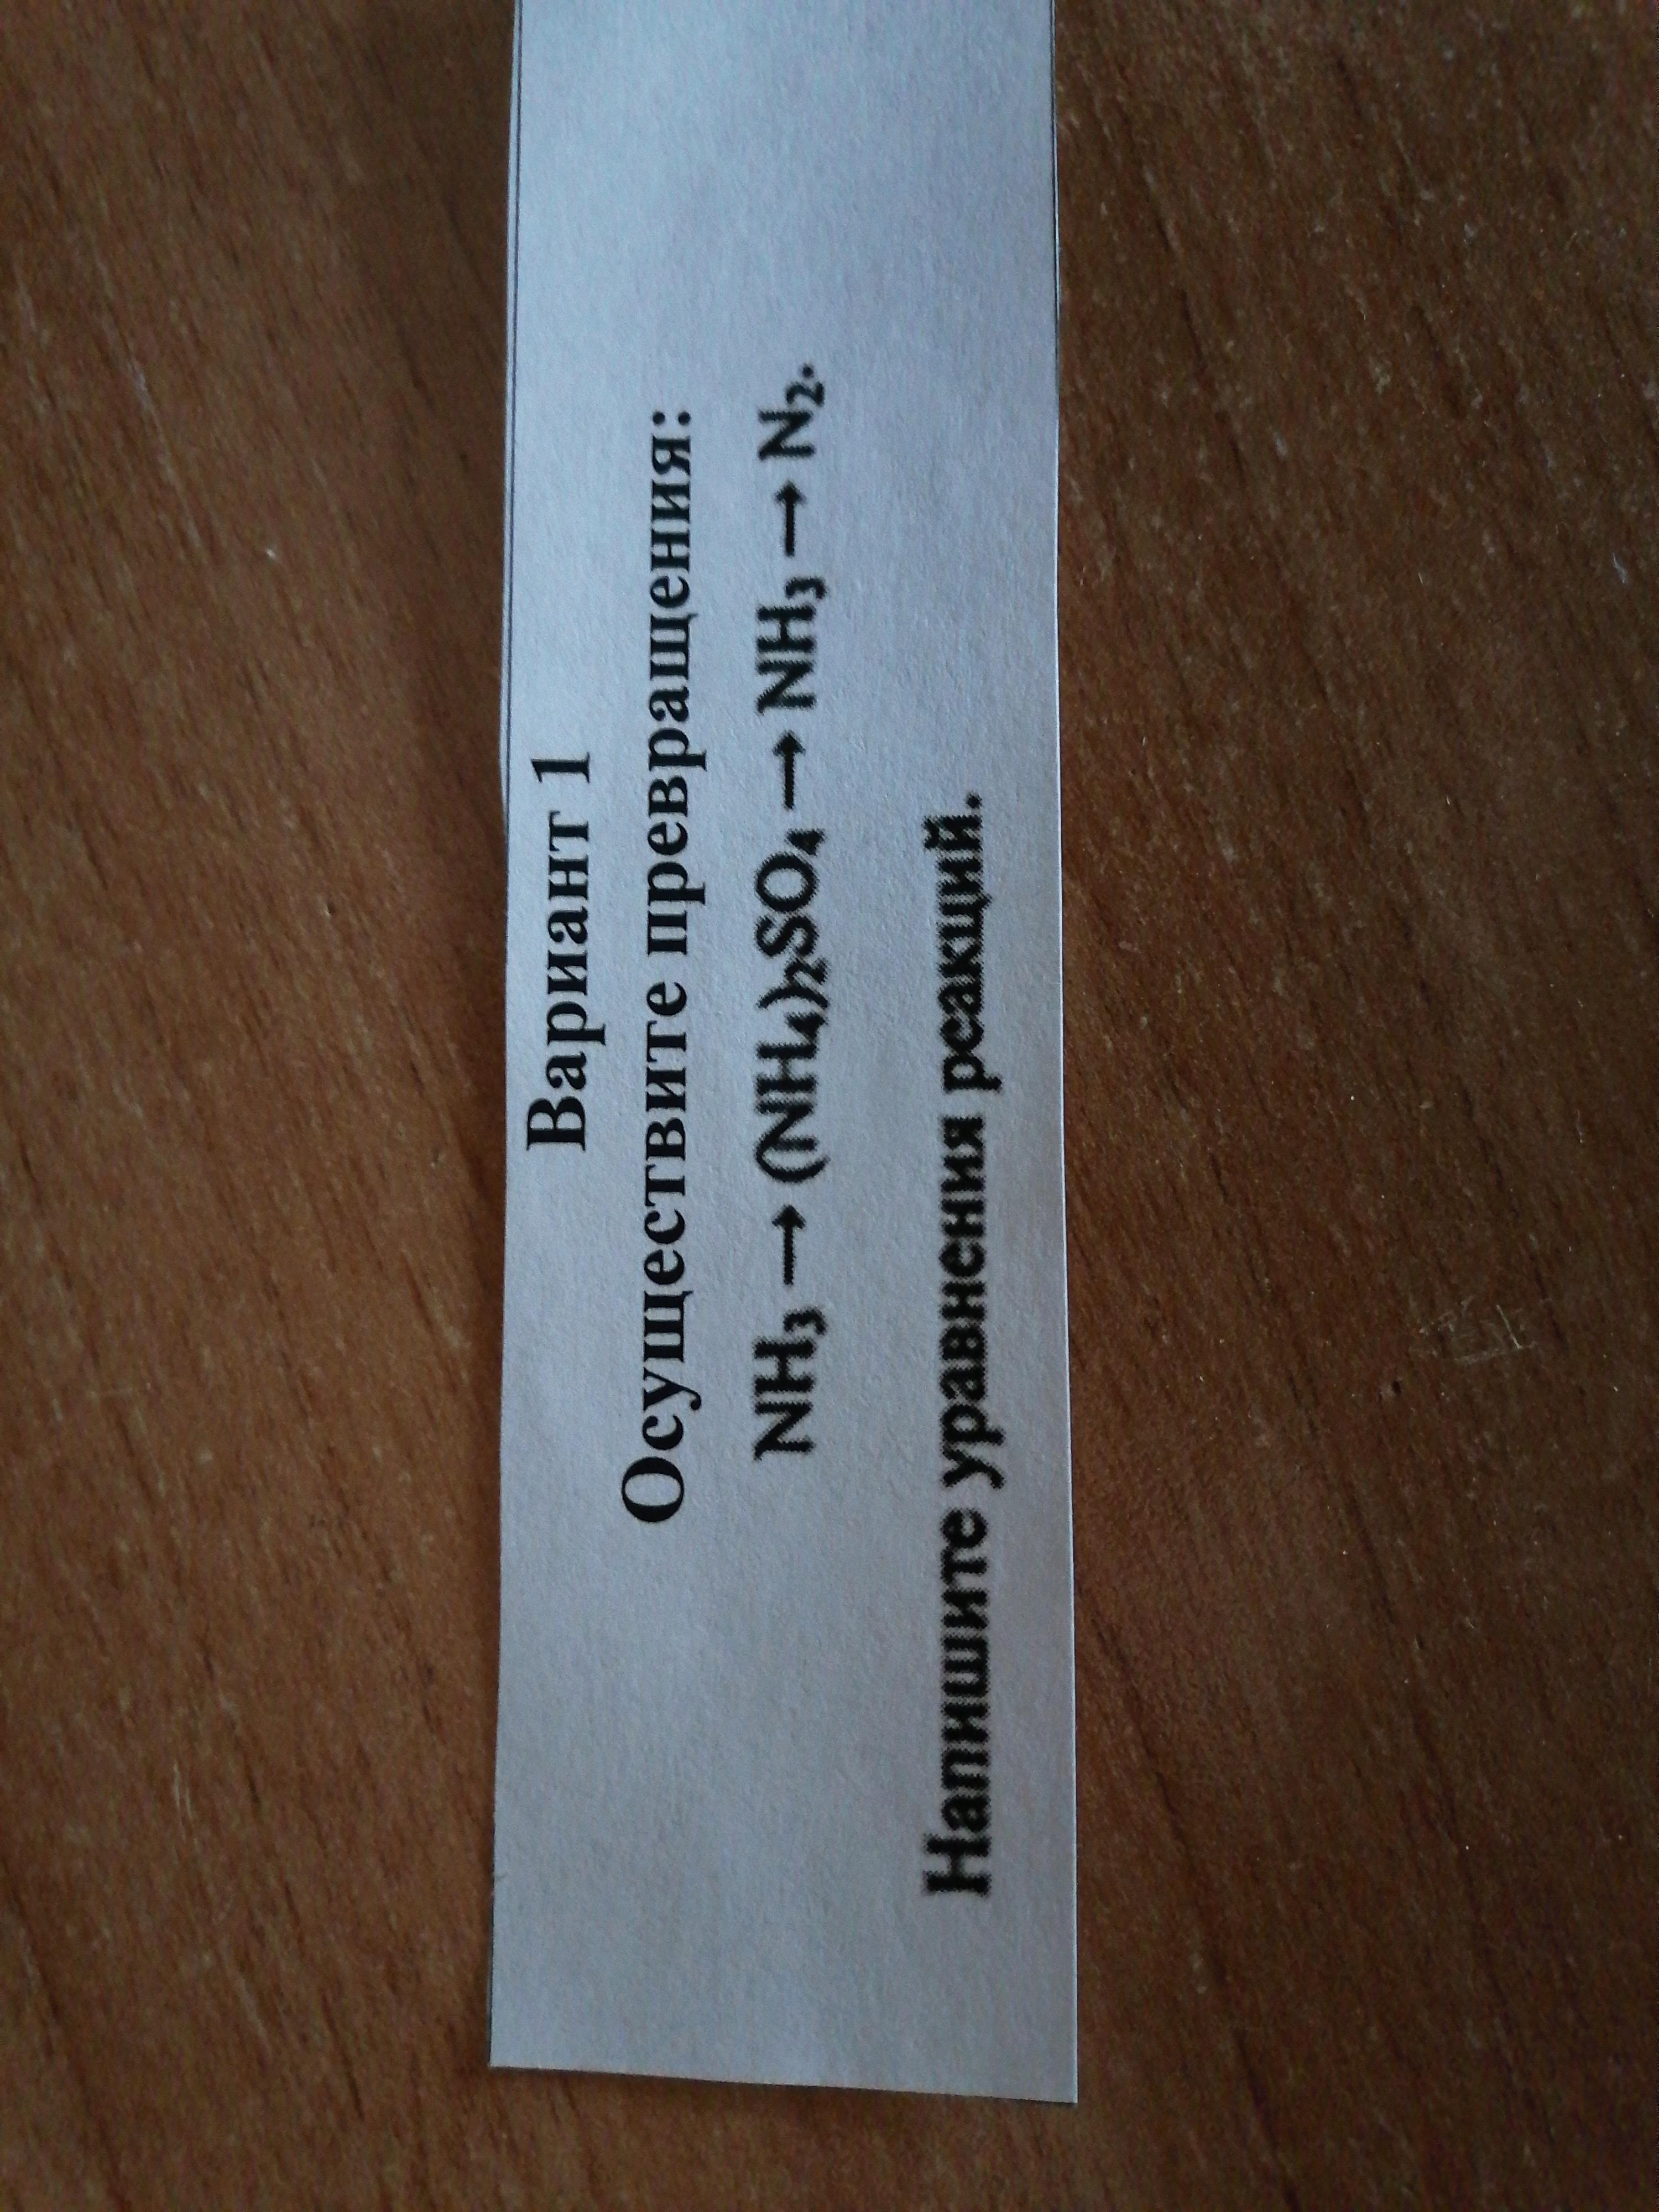 Вариант 1
Осуществите превращения:
NH₃ → (NH₄)₂SO₄ → NH₃ → N₂.
Напишите уравнения реакций.